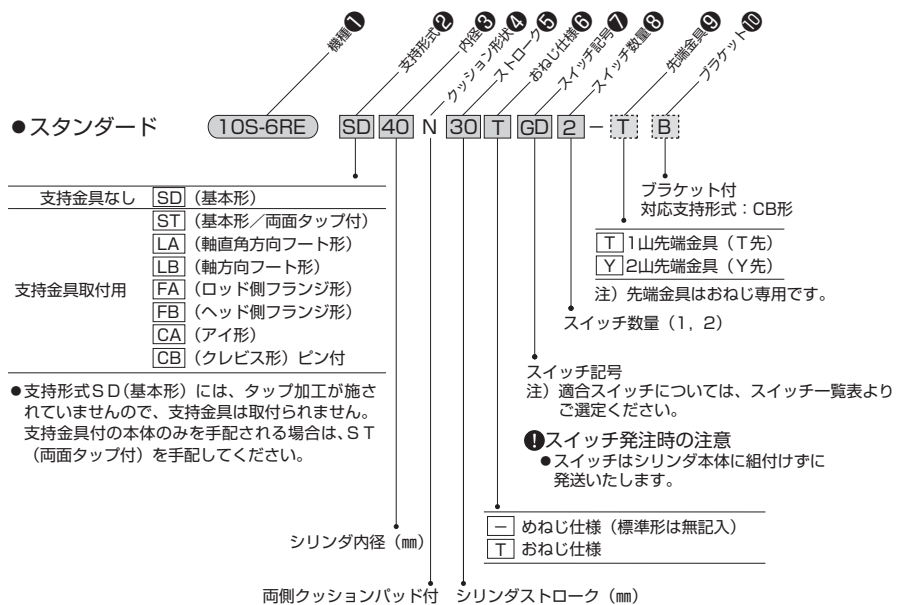 機種❶
支持形式❷
内径❸
クッション形状❹
ストローク❺
おねじ仕様❻
スイッチ記号❼
スイッチ数量❽
先端金具❾
ブラケット❿
●スタンダード 10S-6RE SD 40 N 30 T GD 2 − T B
支持金具なし SD（基本形）
支持金具取付用
ST（基本形／両面タップ付）
LA（軸直角方向フート形）
LB（軸方向フート形）
FA（ロッド側フランジ形）
FB（ヘッド側フランジ形）
CA（アイ形）
CB（クレビス形）ピン付
●支持形式ＳＤ（基本形）には、タップ加工が施さ
れていませんので、支持金具は取付られません。
支持金具付の本体のみを手配される場合は、ＳＴ
（両面タップ付）を手配してください。
ブラケット付
対応支持形式：CB形
T 1山先端金具（T先）
Y 2山先端金具（Y先）
注）先端金具はおねじ専用です。
スイッチ数量（1，2）
スイッチ記号
注）適合スイッチについては、スイッチ一覧表より
ご選定ください。
!スイッチ発注時の注意
●スイッチはシリンダ本体に組付けずに
発送いたします。
− めねじ仕様（標準形は無記入）
T おねじ仕様
シリンダ内径（㎜）
両側クッションパッド付 シリンダストローク（㎜）